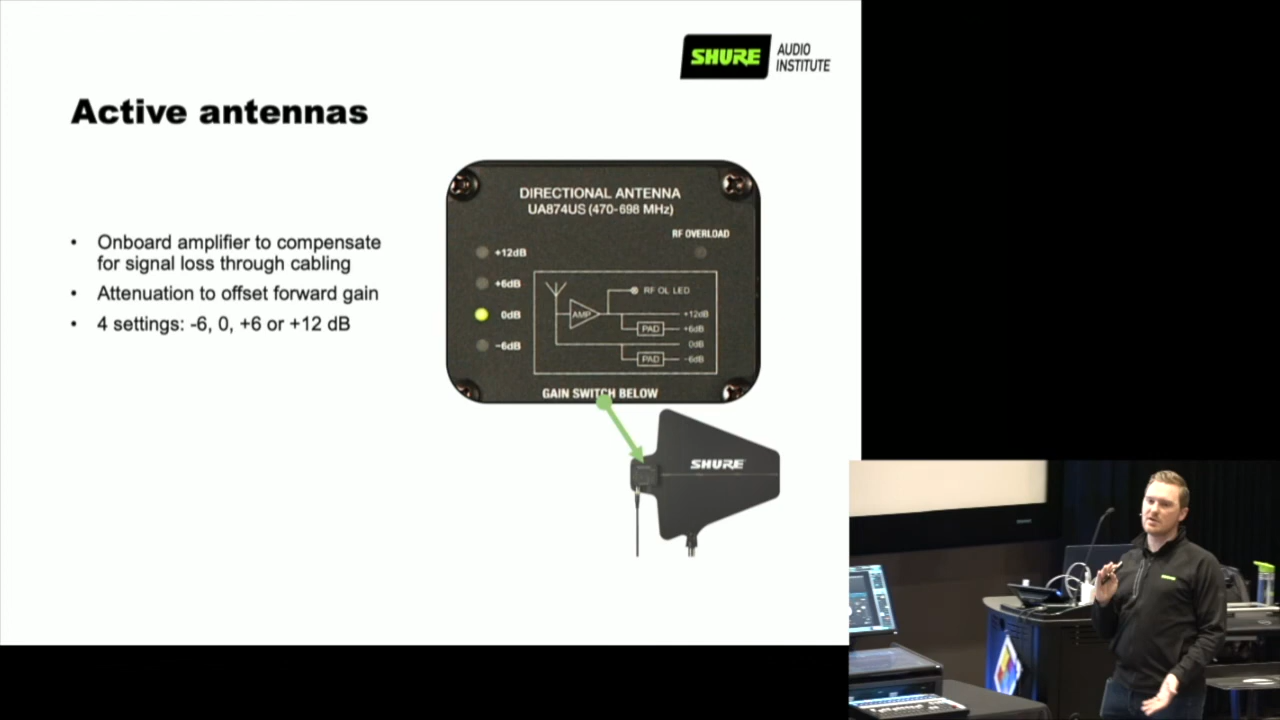 SHURE AUDIO
INSTITUTE
Active antennas
• Onboard amplifier to compensate
for signal loss through cabling
• Attenuation to offset forward gain
• 4 settings: -6, 0, +6 or +12 dB
DIRECTIONAL ANTENNA
UA874US (470-698 MHz)
RF OVERLOAD
+12dB
+6dB
0dB
−6dB
RF OL LED
AMP
+12dB
PAD
+6dB
0dB
PAD
−6dB
GAIN SWITCH BELOW
SHURE